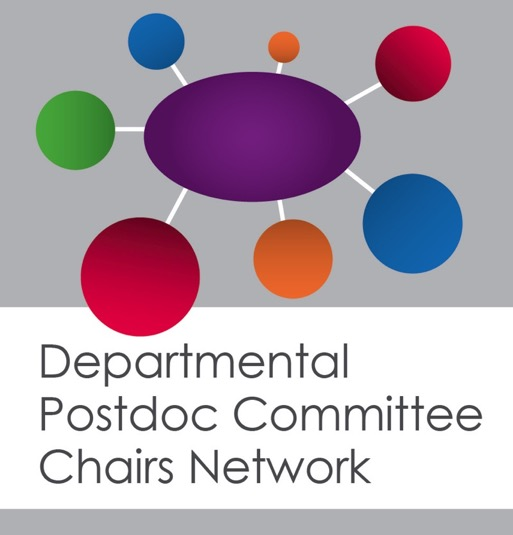 Departmental
Postdoc Committee
Chairs Network